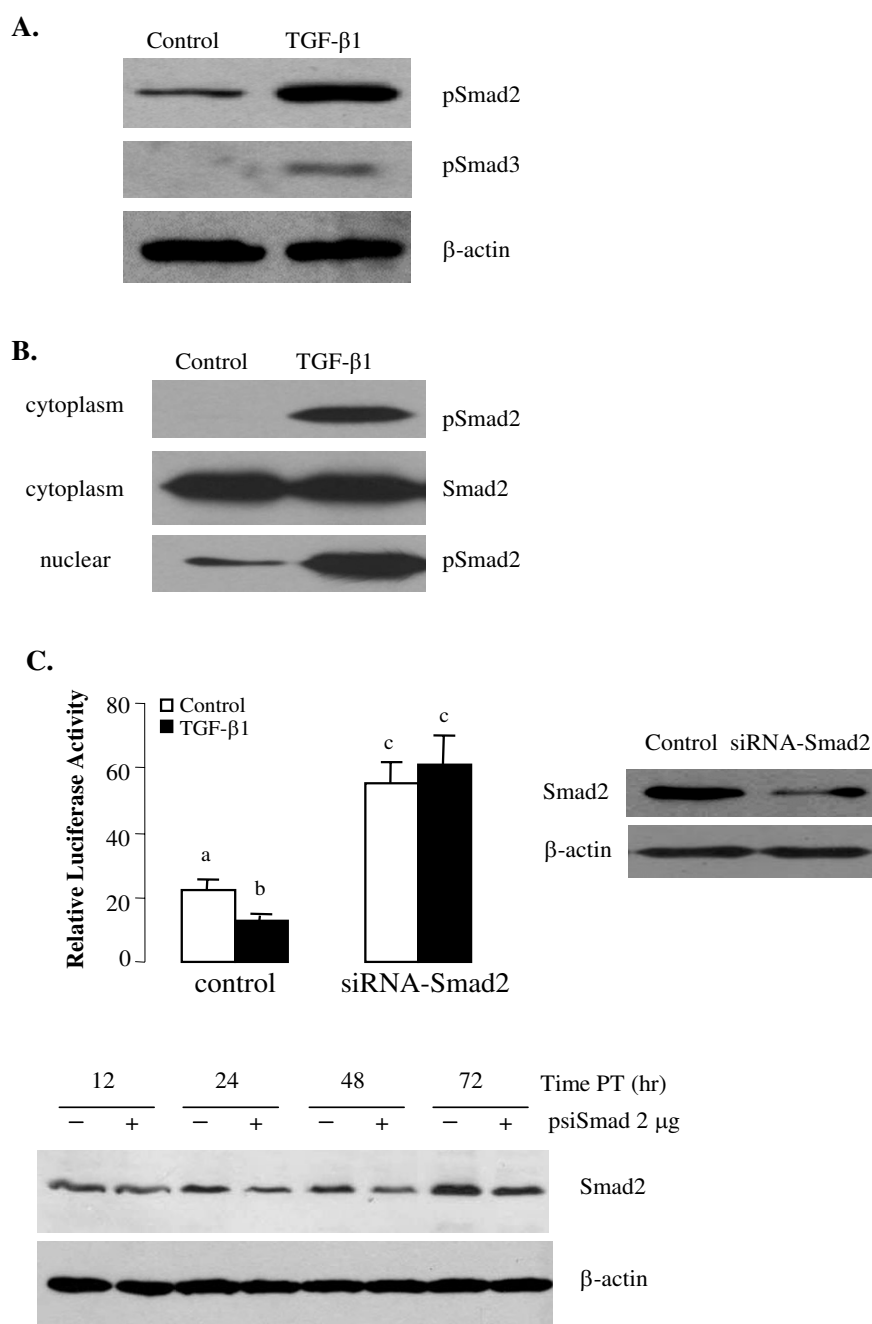 A.
Control TGF-β1
pSmad2
pSmad3
β-actin
B.
Control TGF-β1
cytoplasm pSmad2
cytoplasm Smad2
nuclear pSmad2
C.
Relative Luciferase Activity
80
60
40
20
0
Control
TGF-β1
a
b
c
c
control siRNA-Smad2
Control siRNA-Smad2
Smad2
β-actin
12 24 48 72 Time PT (hr)
− + − + − + − + psiSmad 2 μg
Smad2
β-actin